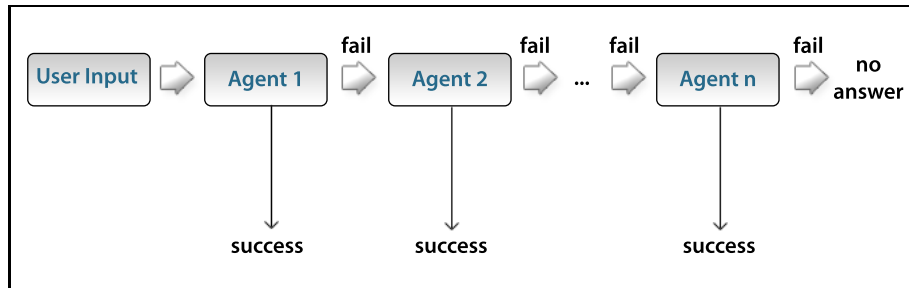 fail
fail
fail
fail
User Input
Agent 1
Agent 2
...
Agent n
no
answer
success
success
success